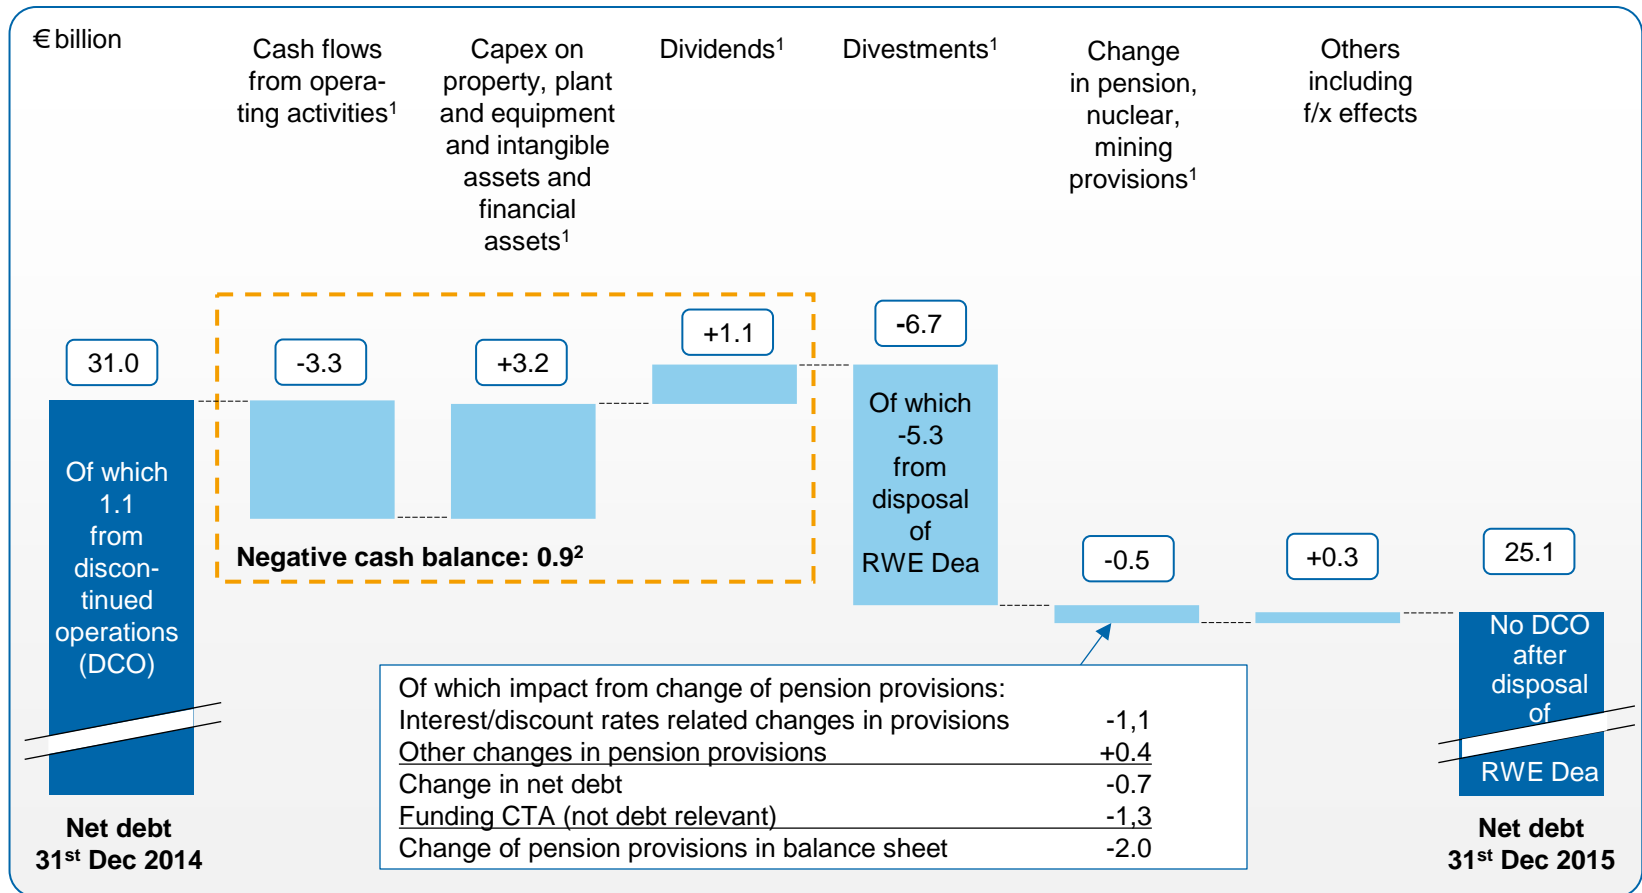 € billion
Cash flows
from opera-
ting activities¹
Capex on
property, plant
and equipment
and intangible
assets and
financial
assets¹
Dividends¹
Divestments¹
Change
in pension,
nuclear,
mining
provisions¹
Others
including
f/x effects
31.0
-3.3
+3.2
+1.1
-6.7
-0.5
+0.3
25.1
Of which
1.1
from
discon-
tinued
operations
(DCO)
Negative cash balance: 0.9²
Of which
-5.3
from
disposal
of
RWE Dea
No DCO
after
disposal
of
RWE Dea
Of which impact from change of pension provisions:
Interest/discount rates related changes in provisions -1,1
Other changes in pension provisions +0.4
Change in net debt -0.7
Funding CTA (not debt relevant) -1,3
Change of pension provisions in balance sheet -2.0
Net debt
31st Dec 2014
Net debt
31st Dec 2015